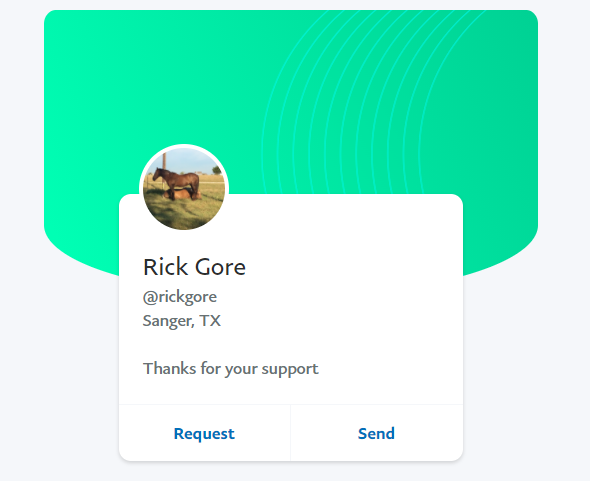 Rick Gore
@rickgore
Sanger, TX
Thanks for your support
Request
Send